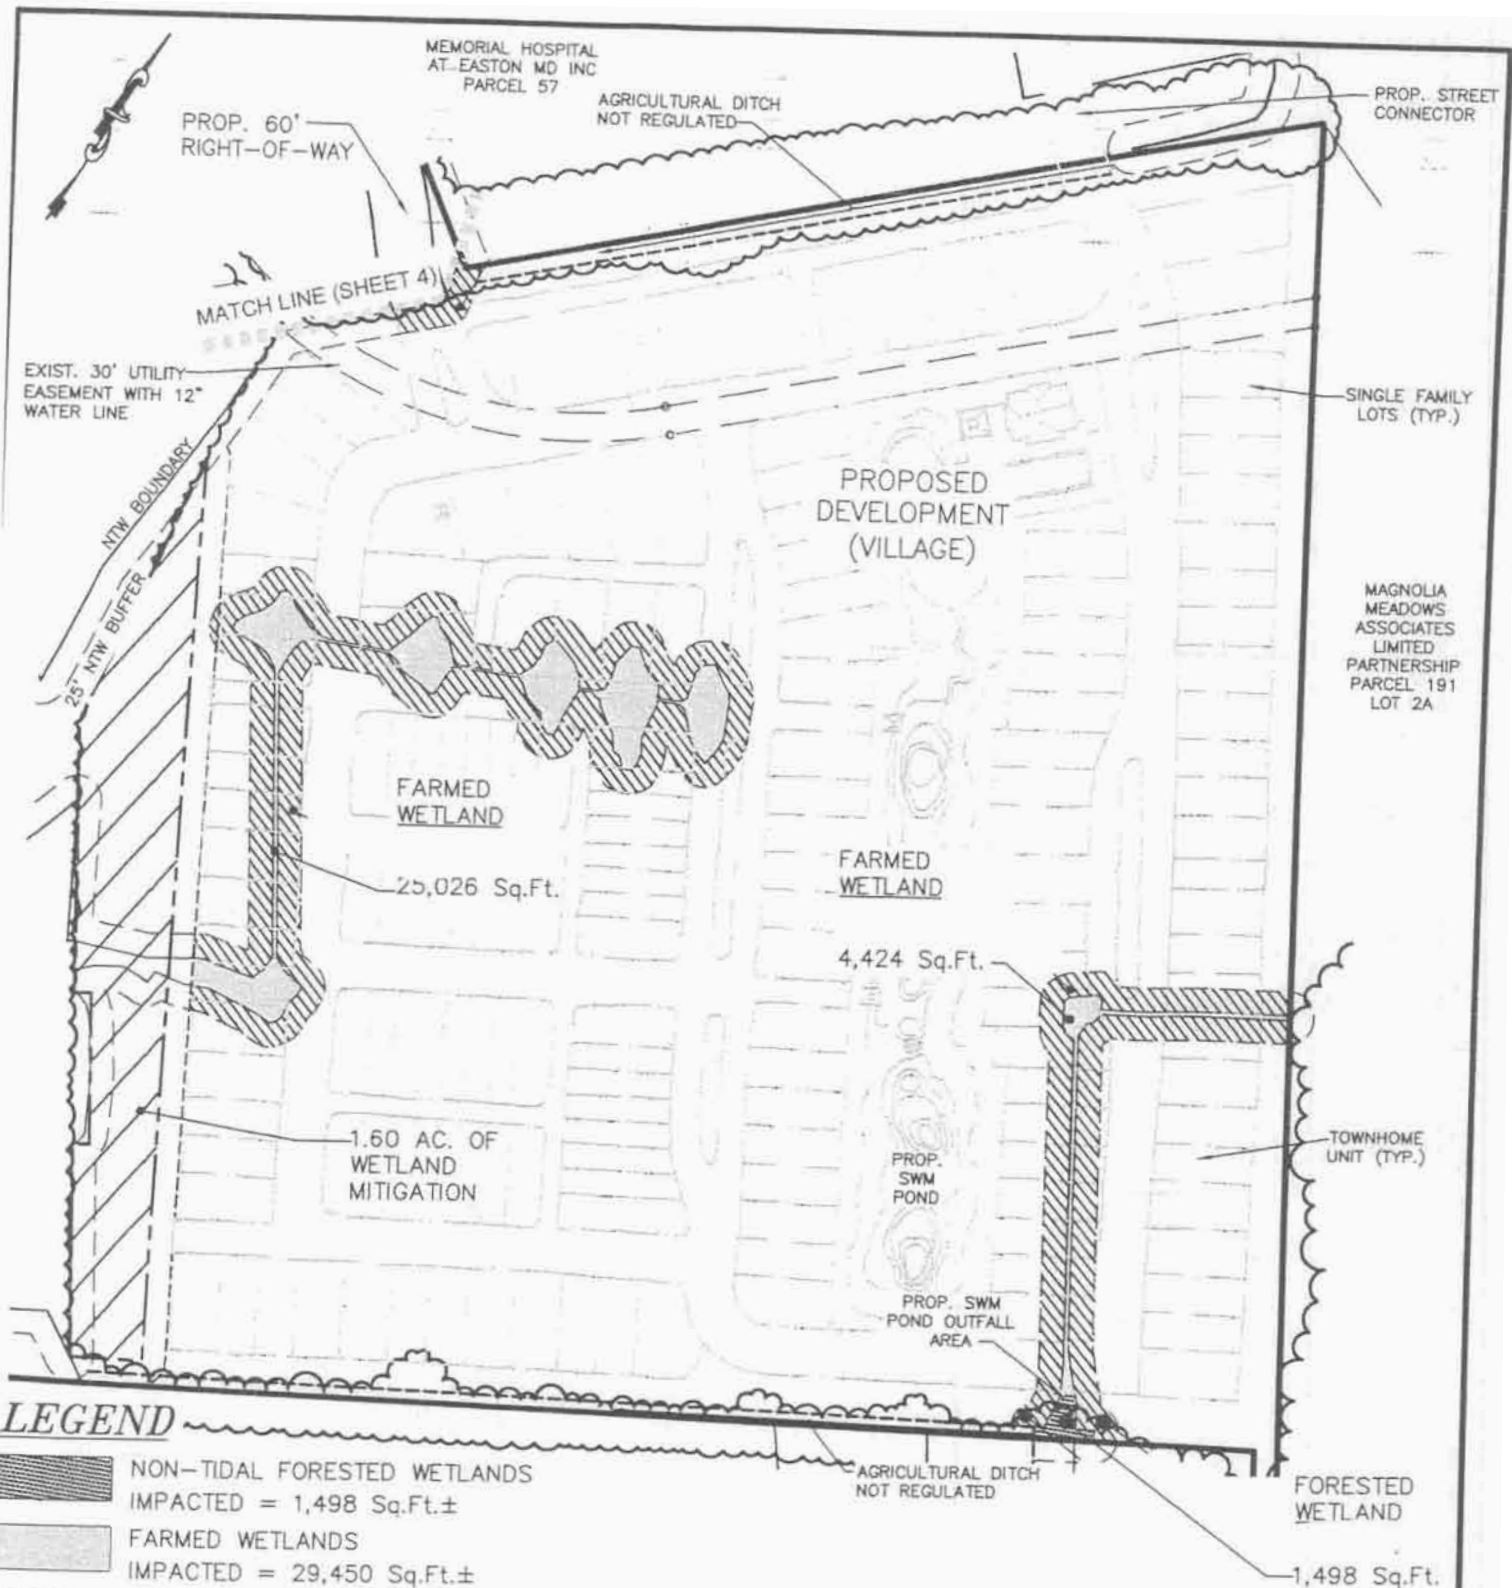 MEMORIAL HOSPITAL
AT EASTON MD INC
PARCEL 57
AGRICULTURAL DITCH
NOT REGULATED
PROP. STREET
CONNECTOR
PROP. 60'
RIGHT-OF-WAY
MATCH LINE (SHEET 4)
EXIST. 30' UTILITY
EASEMENT WITH 12"
WATER LINE
SINGLE FAMILY
LOTS (TYP.)
NTW BOUNDARY
25' NTW BUFFER
PROPOSED
DEVELOPMENT
(VILLAGE)
MAGNOLIA
MEADOWS
ASSOCIATES
LIMITED
PARTNERSHIP
PARCEL 191
LOT 2A
FARMED
WETLAND
25,026 Sq.Ft.
FARMED
WETLAND
4,424 Sq.Ft.
1.60 AC. OF
WETLAND
MITIGATION
PROP.
SWM
POND
TOWNHOME
UNIT (TYP.)
PROP. SWM
POND OUTFALL
AREA
LEGEND
NON-TIDAL FORESTED WETLANDS
IMPACTED = 1,498 Sq.Ft.±
FARMED WETLANDS
IMPACTED = 29,450 Sq.Ft.±
AGRICULTURAL DITCH
NOT REGULATED
FORESTED
WETLAND
1,498 Sq.Ft.